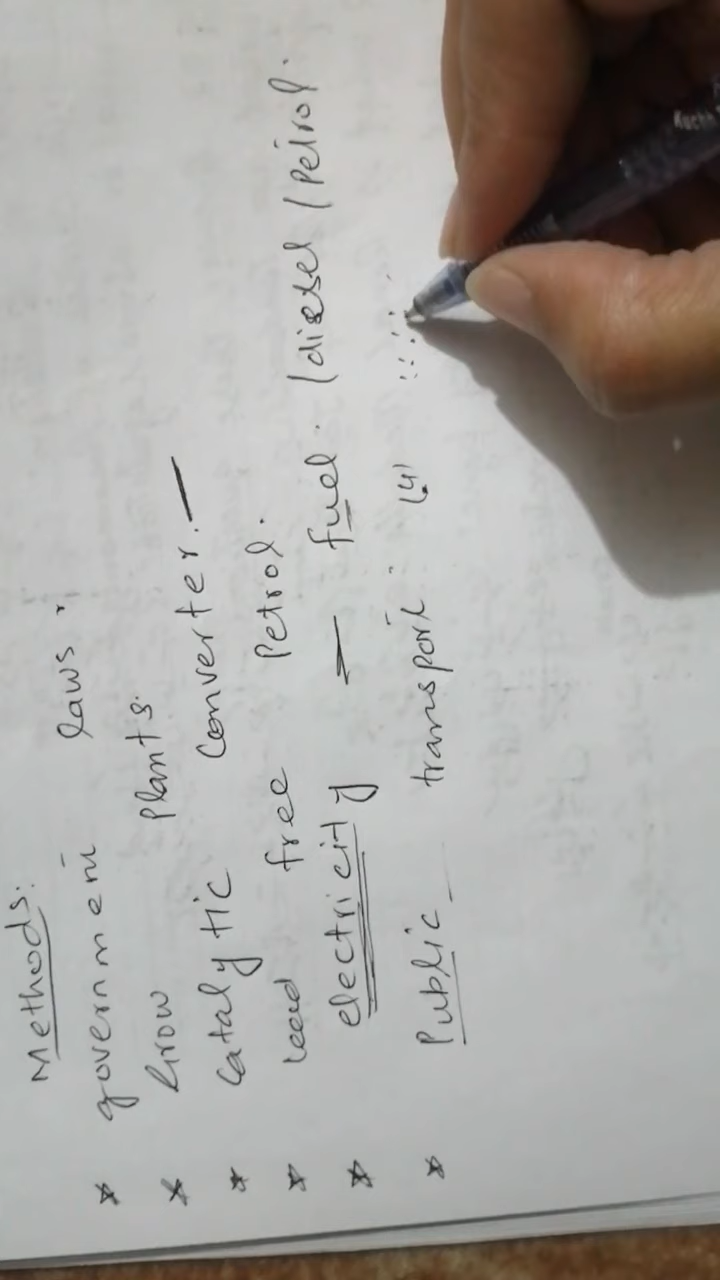 Methods:
* government laws.
* Grow plants.
* Catalytic converter. —
* lead free Petrol.
* electricity — fuel. / diesel / Petrol.
* Public transport (4)